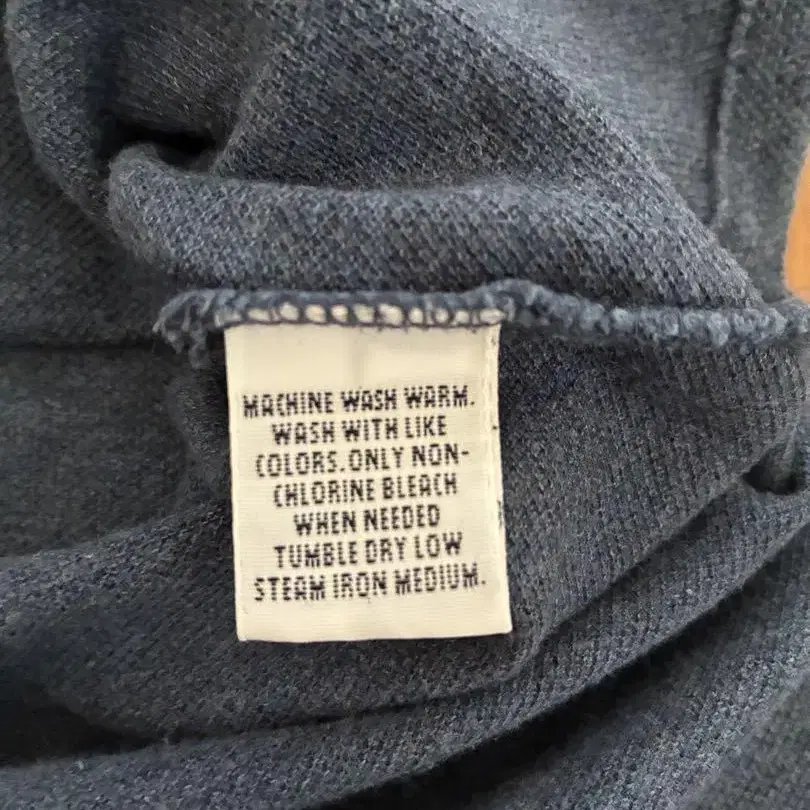 MACHINE WASH WARM.
WASH WITH LIKE
COLORS.ONLY NON-
CHLORINE BLEACH
WHEN NEEDED
TUMBLE DRY LOW
STEAM IRON MEDIUM.